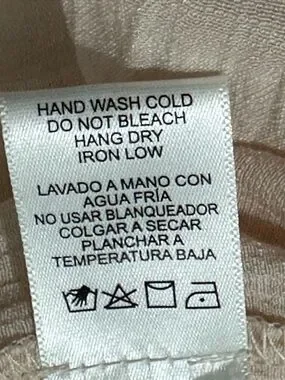 HAND WASH COLD
DO NOT BLEACH
HANG DRY
IRON LOW
LAVADO A MANO CON
AGUA FRÍA
NO USAR BLANQUEADOR
COLGAR A SECAR
PLANCHAR A
TEMPERATURA BAJA